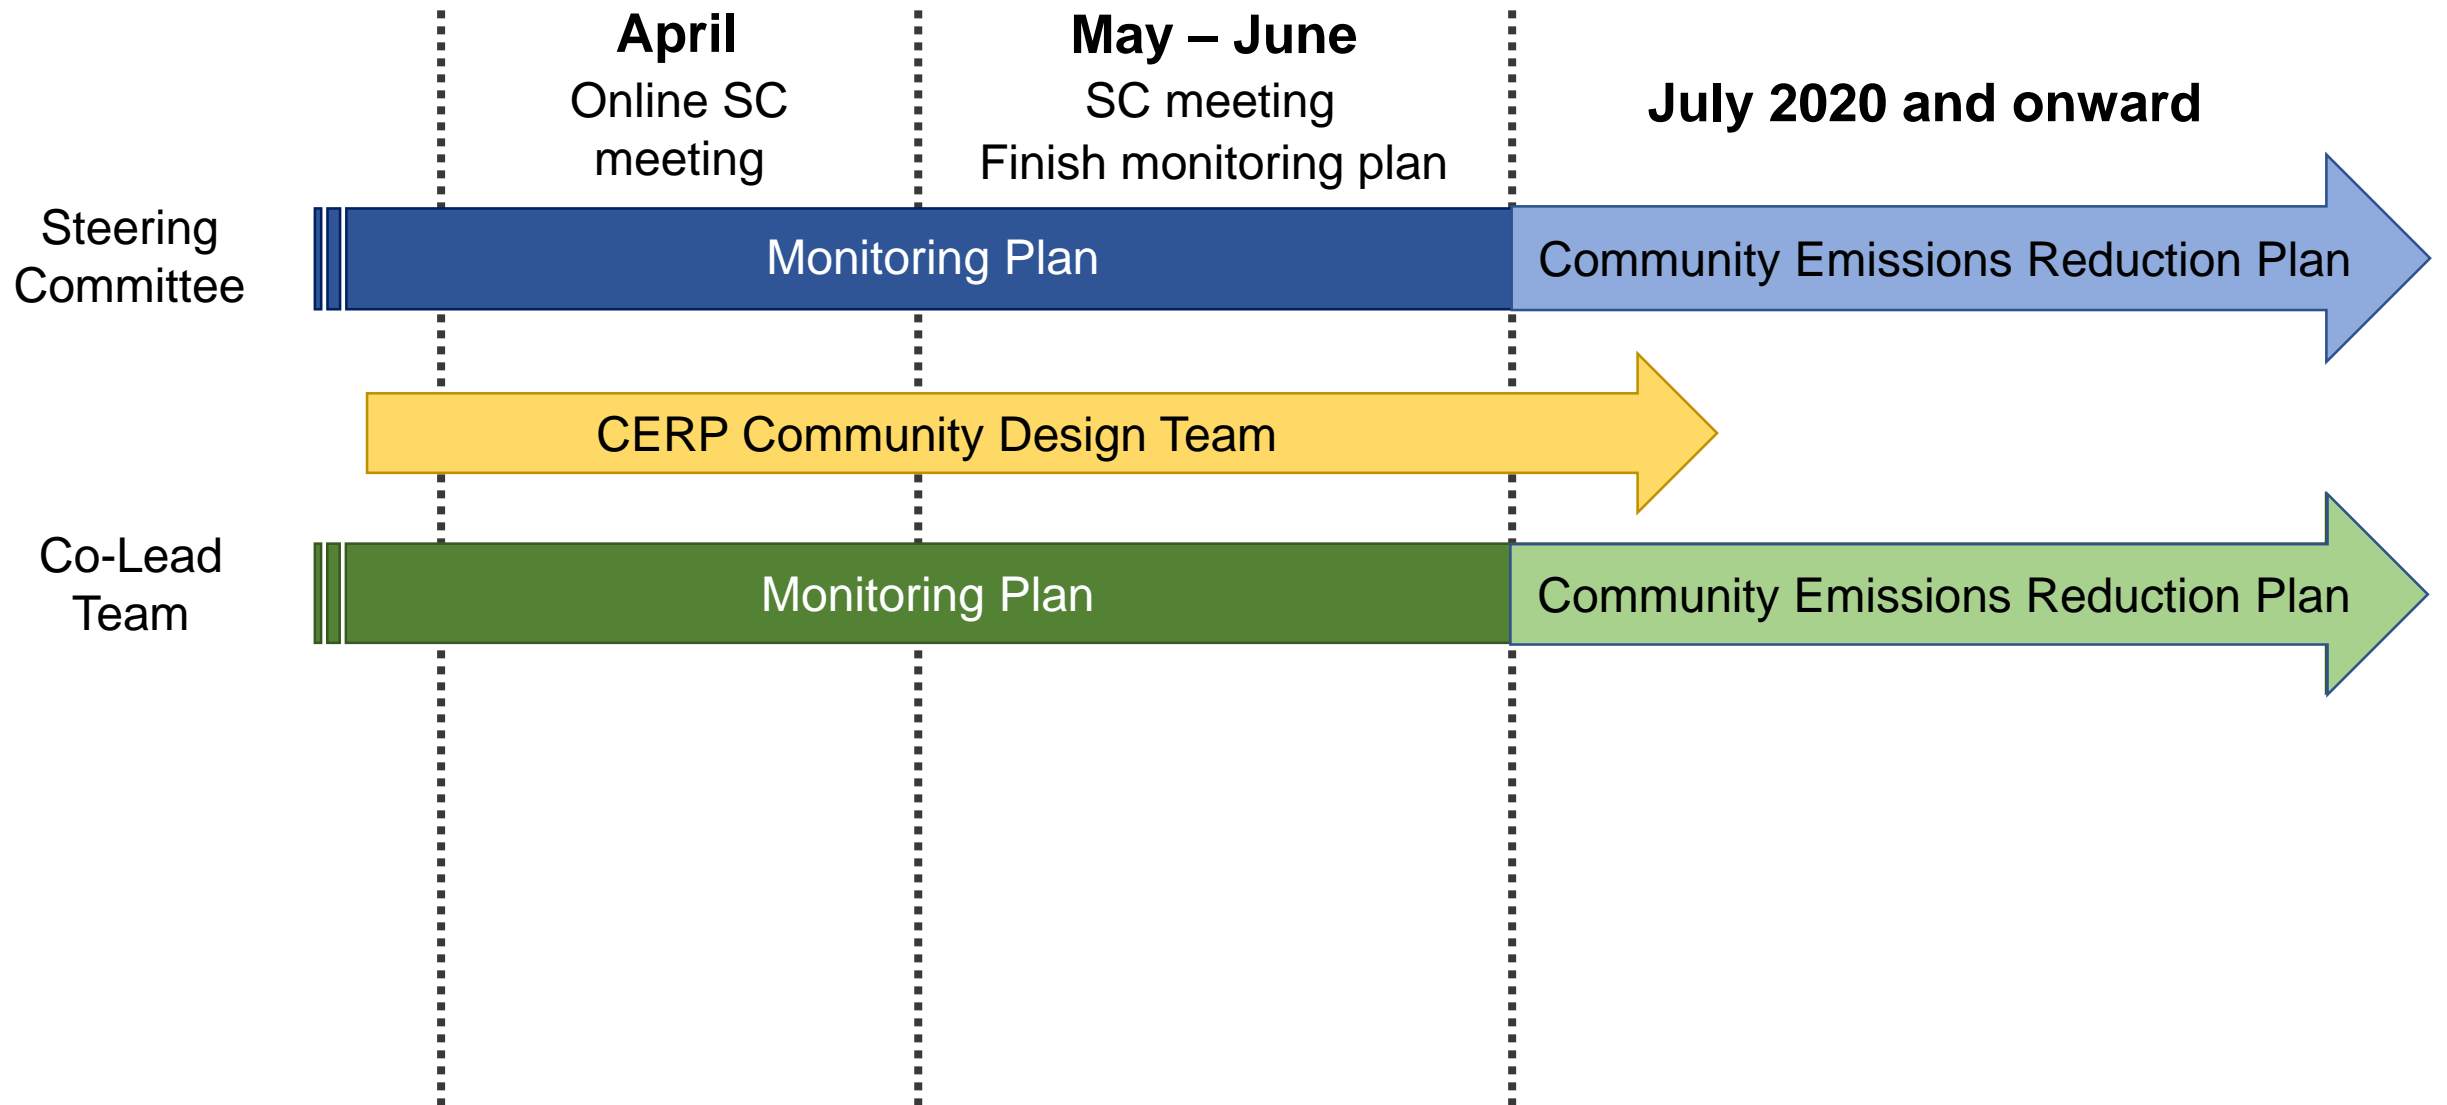 April
Online SC
meeting
May – June
SC meeting
Finish monitoring plan
July 2020 and onward
Steering
Committee
Monitoring Plan
Community Emissions Reduction Plan
CERP Community Design Team
Co-Lead
Team
Monitoring Plan
Community Emissions Reduction Plan